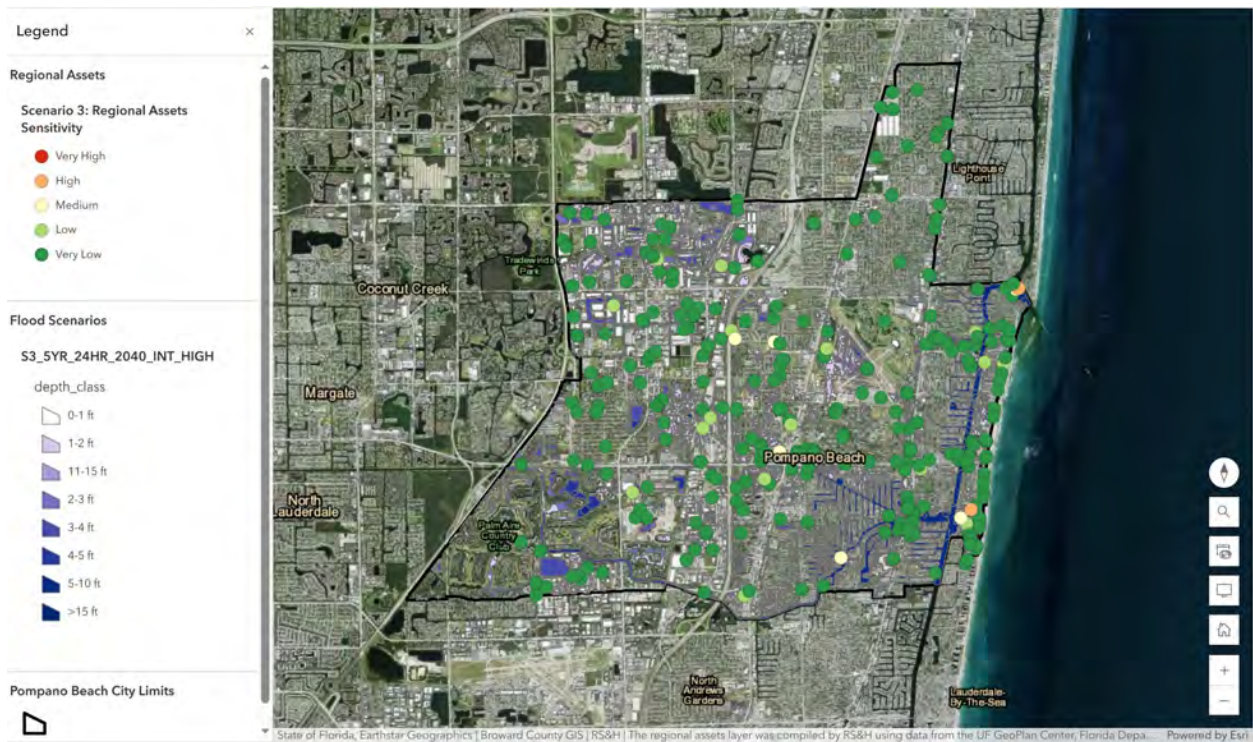 Legend
×
Regional Assets
Scenario 3: Regional Assets
Sensitivity
Very High
High
Medium
Low
Very Low
Flood Scenarios
S3_5YR_24HR_2040_INT_HIGH
depth_class
0-1 ft
1-2 ft
11-15 ft
2-3 ft
3-4 ft
4-5 ft
5-10 ft
>15 ft
Pompano Beach City Limits
Lighthouse
Point
Tradewinds
Park
Coconut Creek
Margate
Pompano Beach
North
Lauderdale
Palm Aire
Country
Club
North
Andrews
Gardens
Lauderdale-
By-The-Sea
+
−
State of Florida, Earthstar Geographics | Broward County GIS | RS&H | The regional assets layer was compiled by RS&H using data from the UF GeoPlan Center, Florida Depa... Powered by Esri